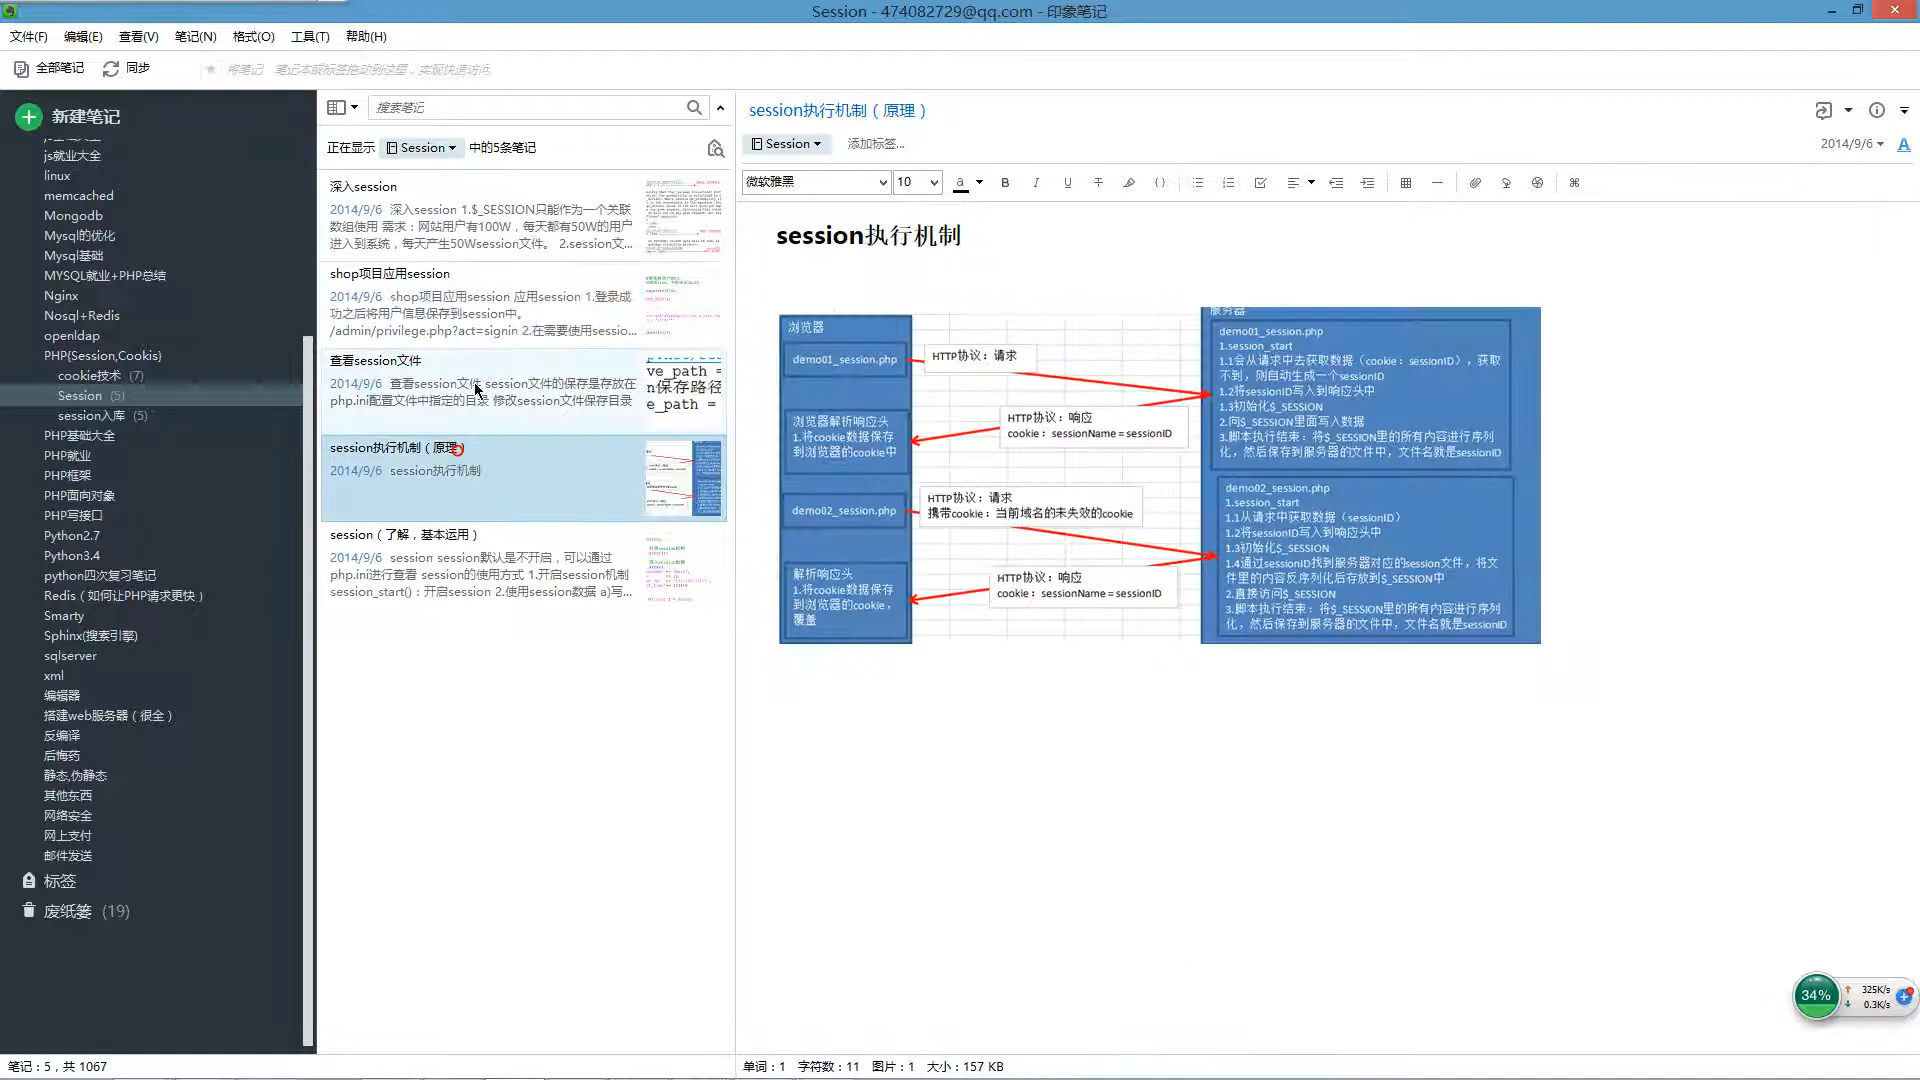 Session - 474082729@qq.com - 印象笔记
文件(F) 编辑(E) 查看(V) 笔记(N) 格式(O) 工具(T) 帮助(H)
全部笔记 同步 将笔记、笔记本或标签拖动到这里，实现快速访问。
新建笔记
js就业大全
linux
memcached
Mongodb
Mysql的优化
Mysql基础
MYSQL就业+PHP总结
Nginx
Nosql+Redis
openldap
PHP(Session,Cookis)
cookie技术 (7)
Session (5)
session入库 (5)
PHP基础大全
PHP就业
PHP框架
PHP面向对象
PHP写接口
Python2.7
Python3.4
python四次复习笔记
Redis（如何让PHP请求更快）
Smarty
Sphinx(搜索引擎)
sqlserver
xml
编辑器
搭建web服务器（很全）
反编译
后悔药
静态,伪静态
其他东西
网络安全
网上支付
邮件发送
标签
废纸篓 (19)
笔记：5，共 1067
搜索笔记
正在显示 Session 中的5条笔记
深入session
2014/9/6 深入session 1.$_SESSION只能作为一个关联
数组使用 需求：网站用户有100W，每天都有50W的用户
进入到系统，每天产生50Wsession文件。 2.session文...
shop项目应用session
2014/9/6 shop项目应用session 应用session 1.登录成
功之后将用户信息保存到session中。
/admin/privilege.php?act=signin 2.在需要使用sessio...
查看session文件
2014/9/6 查看session文件 session文件的保存是存放在
php.ini配置文件中指定的目录 修改session文件保存目录
ve_path =
n保存路径
e_path =
session执行机制（原理）
2014/9/6 session执行机制
session（了解，基本运用）
2014/9/6 session session默认是不开启，可以通过
php.ini进行查看 session的使用方式 1.开启session机制
session_start()：开启session 2.使用session数据 a)写...
session执行机制（原理）
Session 添加标签... 2014/9/6
微软雅黑 10
session执行机制
浏览器
demo01_session.php
浏览器解析响应头
1.将cookie数据保存
到浏览器的cookie中
demo02_session.php
解析响应头
1.将cookie数据保存
到浏览器的cookie，
覆盖
HTTP协议：请求
HTTP协议：响应
cookie：sessionName＝sessionID
HTTP协议：请求
携带cookie：当前域名的未失效的cookie
HTTP协议：响应
cookie：sessionName＝sessionID
服务器
demo01_session.php
1.session_start
1.1会从请求中去获取数据（cookie：sessionID），获取
不到，则自动生成一个sessionID
1.2将sessionID写入到响应头中
1.3初始化$_SESSION
2.向$_SESSION里面写入数据
3.脚本执行结束：将$_SESSION里的所有内容进行序列
化，然后保存到服务器的文件中，文件名就是sessionID
demo02_session.php
1.session_start
1.1从请求中获取数据（sessionID）
1.2将sessionID写入到响应头中
1.3初始化$_SESSION
1.4通过sessionID找到服务器对应的session文件，将文
件里的内容反序列化后存放到$_SESSION中
2.直接访问$_SESSION
3.脚本执行结束：将$_SESSION里的所有内容进行序列
化，然后保存到服务器的文件中，文件名就是sessionID
34% 325K/s
0.3K/s
单词：1 字符数：11 图片：1 大小：157 KB